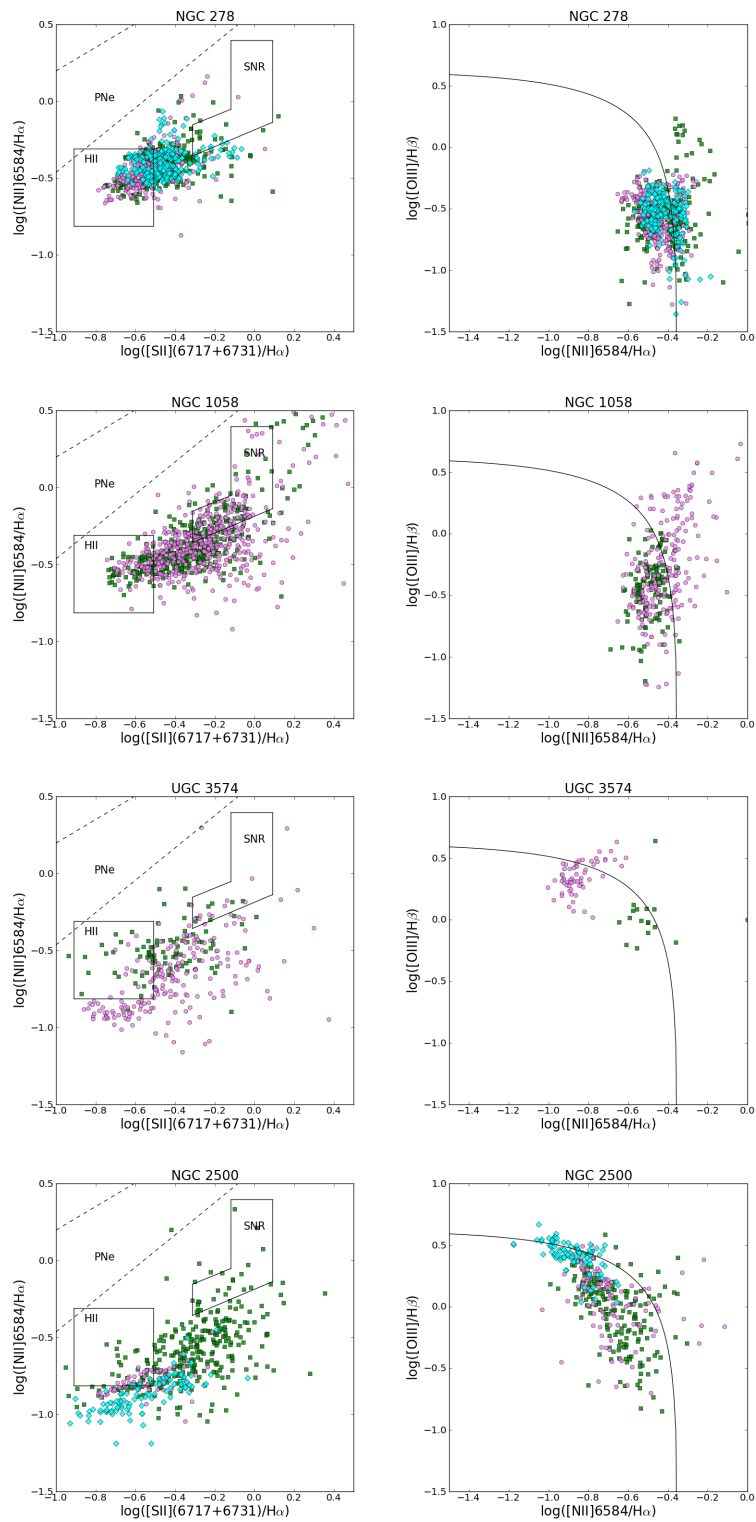 NGC 278
0.5
0.0
−0.5
−1.0
−1.5
−1.0 −0.8 −0.6 −0.4 −0.2 0.0 0.2 0.4
log([NII]6584/Hα)
log([SII](6717+6731)/Hα)
PNe
SNR
HII
NGC 278
1.0
0.5
0.0
−0.5
−1.0
−1.5
−1.4 −1.2 −1.0 −0.8 −0.6 −0.4 −0.2 0.0
log([OIII]/Hβ)
log([NII]6584/Hα)
NGC 1058
0.5
0.0
−0.5
−1.0
−1.5
−1.0 −0.8 −0.6 −0.4 −0.2 0.0 0.2 0.4
log([NII]6584/Hα)
log([SII](6717+6731)/Hα)
PNe
SNR
HII
NGC 1058
1.0
0.5
0.0
−0.5
−1.0
−1.5
−1.4 −1.2 −1.0 −0.8 −0.6 −0.4 −0.2 0.0
log([OIII]/Hβ)
log([NII]6584/Hα)
UGC 3574
0.5
0.0
−0.5
−1.0
−1.5
−1.0 −0.8 −0.6 −0.4 −0.2 0.0 0.2 0.4
log([NII]6584/Hα)
log([SII](6717+6731)/Hα)
PNe
SNR
HII
UGC 3574
1.0
0.5
0.0
−0.5
−1.0
−1.5
−1.4 −1.2 −1.0 −0.8 −0.6 −0.4 −0.2 0.0
log([OIII]/Hβ)
log([NII]6584/Hα)
NGC 2500
0.5
0.0
−0.5
−1.0
−1.5
−1.0 −0.8 −0.6 −0.4 −0.2 0.0 0.2 0.4
log([NII]6584/Hα)
log([SII](6717+6731)/Hα)
PNe
SNR
HII
NGC 2500
1.0
0.5
0.0
−0.5
−1.0
−1.5
−1.4 −1.2 −1.0 −0.8 −0.6 −0.4 −0.2 0.0
log([OIII]/Hβ)
log([NII]6584/Hα)